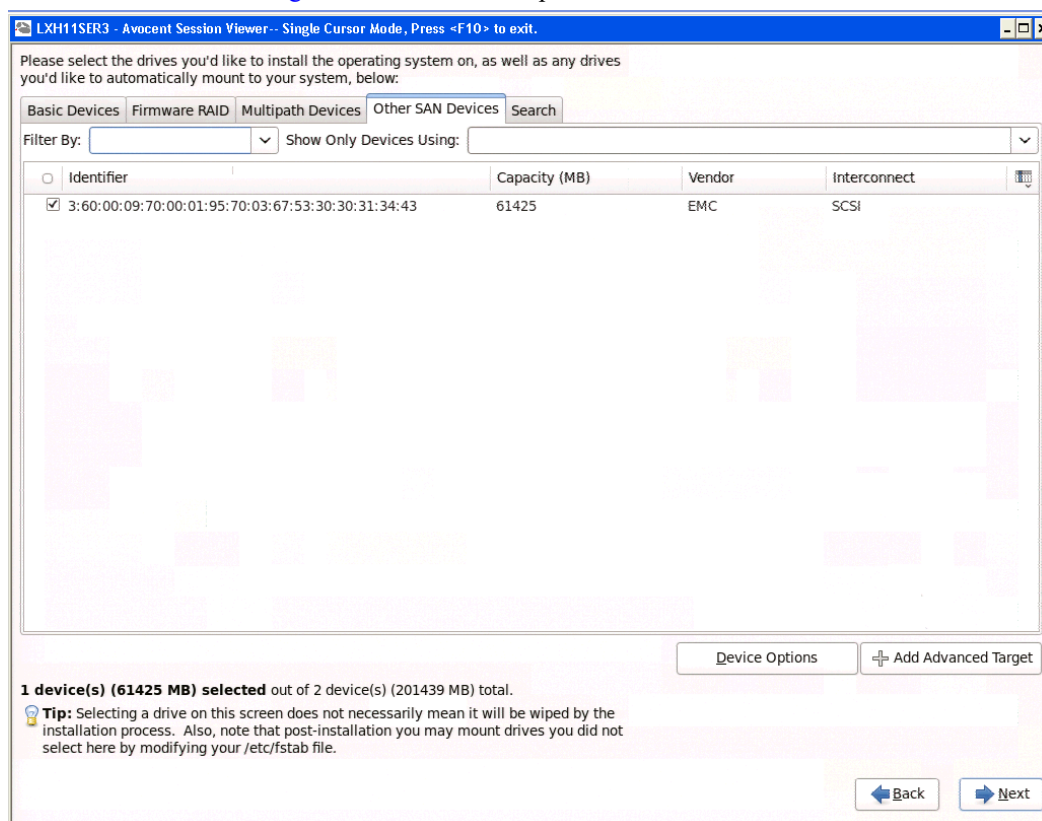 LXH11SER3 - Avocent Session Viewer-- Single Cursor Mode, Press <F10> to exit.
Please select the drives you'd like to install the operating system on, as well as any drives
you'd like to automatically mount to your system, below:
Basic Devices Firmware RAID Multipath Devices Other SAN Devices Search
Filter By: Show Only Devices Using:
Identifier Capacity (MB) Vendor Interconnect
3:60:00:09:70:00:01:95:70:03:67:53:30:30:31:34:43 61425 EMC SCSI
Device Options Add Advanced Target
1 device(s) (61425 MB) selected out of 2 device(s) (201439 MB) total.
Tip: Selecting a drive on this screen does not necessarily mean it will be wiped by the
installation process. Also, note that post-installation you may mount drives you did not
select here by modifying your /etc/fstab file.
Back Next